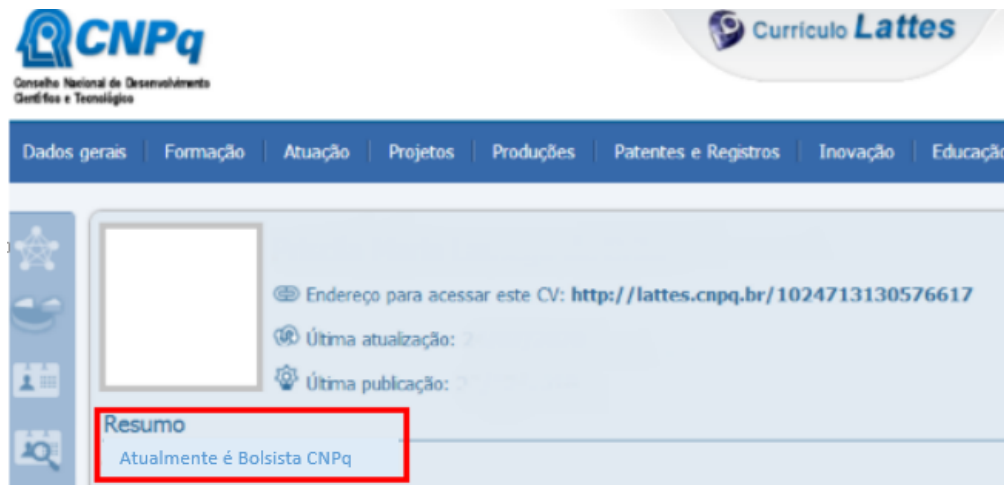 CNPq
Conselho Nacional de Desenvolvimento
Científico e Tecnológico
Currículo Lattes
Dados gerais Formação Atuação Projetos Produções Patentes e Registros Inovação Educação
Endereço para acessar este CV: http://lattes.cnpq.br/1024713130576617
Última atualização:
Última publicação:
Resumo
Atualmente é Bolsista CNPq